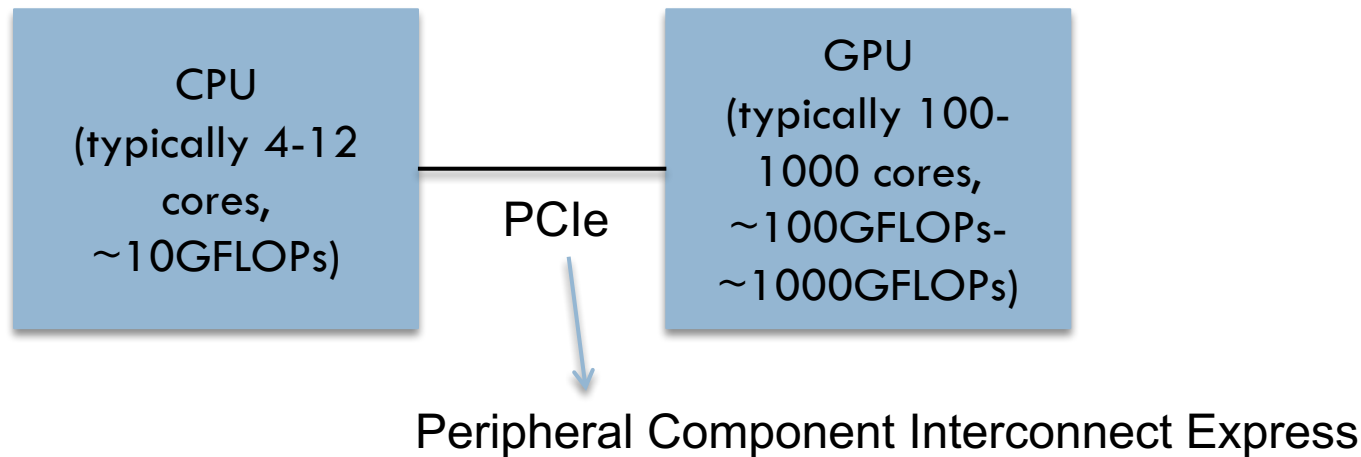 CPU
(typically 4-12
cores,
~10GFLOPs)
PCIe
GPU
(typically 100-
1000 cores,
~100GFLOPs-
~1000GFLOPs)
Peripheral Component Interconnect Express